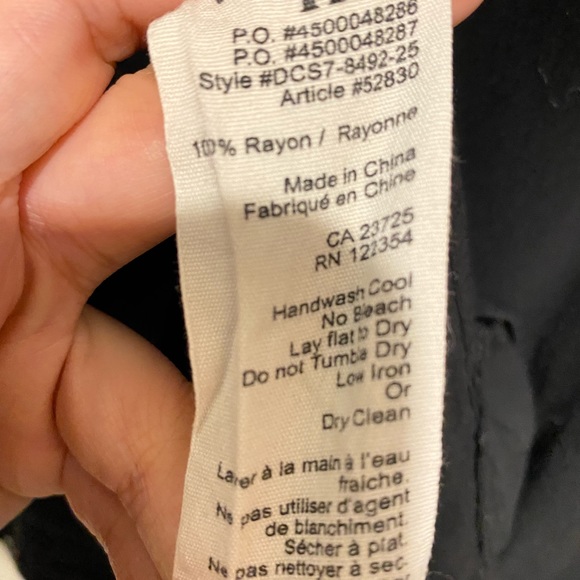 P.O. #4500048286
P.O. #4500048287
Style #DCS7-8492-25
Article #52830
100% Rayon / Rayonne
Made in China
Fabriqué en Chine
CA 23725
RN
Handwash Cool
No Bleach
Lay flat to Dry
Do not Tumble Dry
Low Iron
Or
Dry Clean
Laver à la main à l'eau
fraîche.
Ne pas utiliser d'agent
de blanchiment.
Sécher à plat.
Ne pas nettoyer à sec